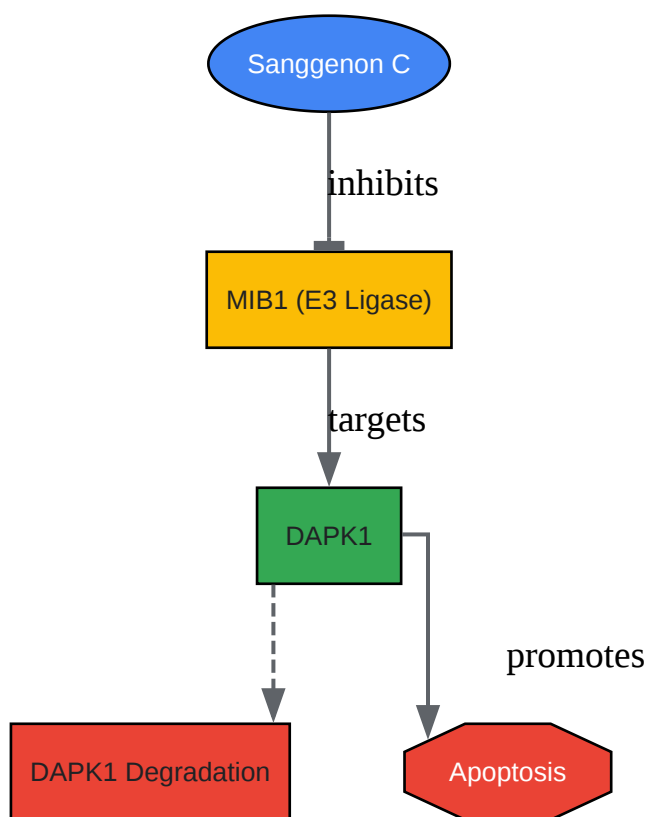 Sanggenon C
inhibits
MIB1 (E3 Ligase)
targets
DAPK1
promotes
DAPK1 Degradation
Apoptosis